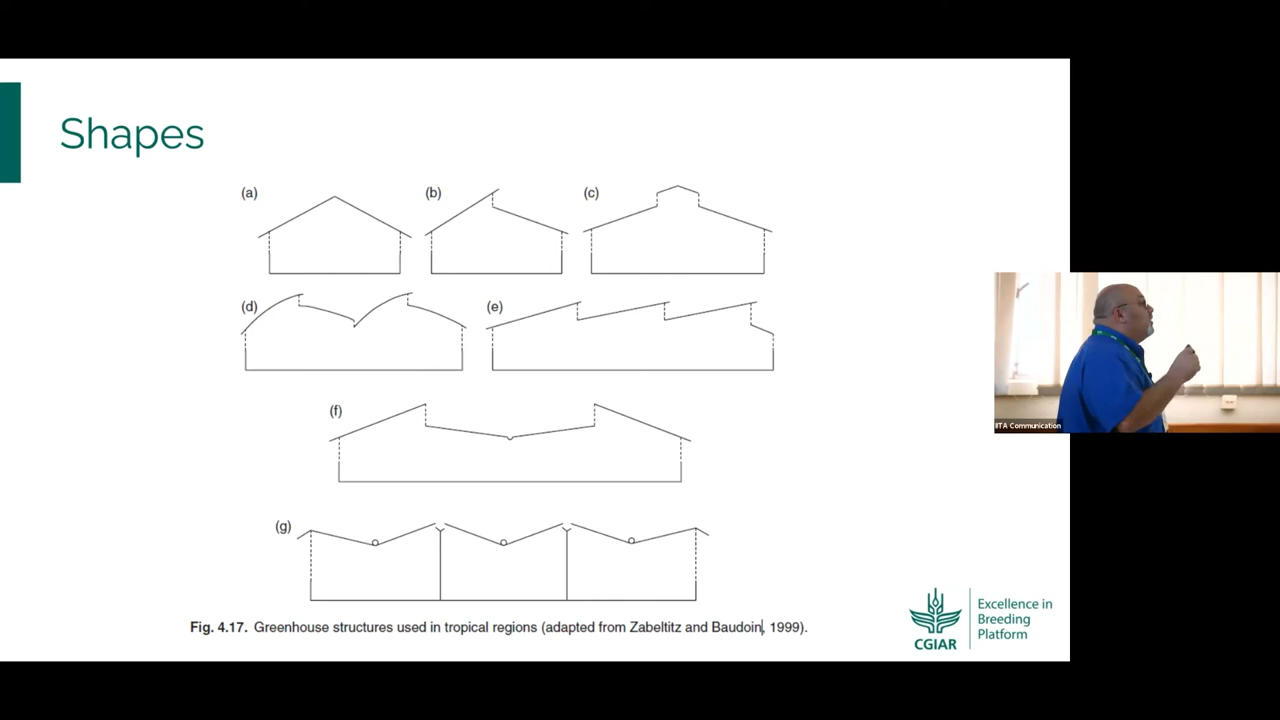 Shapes
(a)
(b)
(c)
(d)
(e)
(f)
(g)
Fig. 4.17. Greenhouse structures used in tropical regions (adapted from Zabeltitz and Baudoin, 1999).
CGIAR
Excellence in
Breeding
Platform
IITA Communication